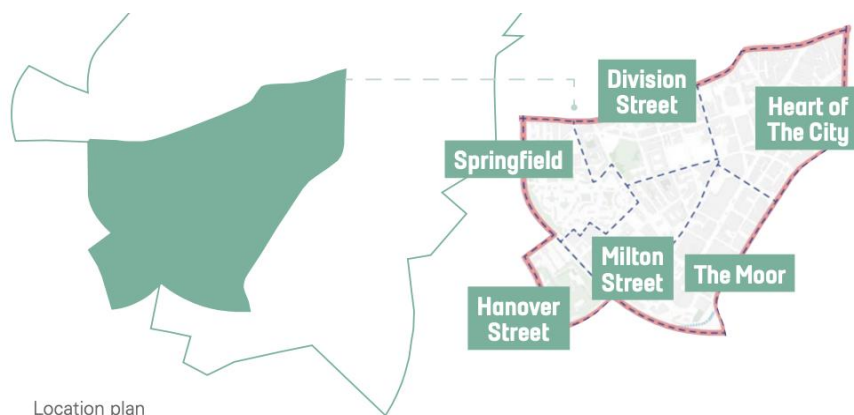 Division
Street
Heart of
The City
Springfield
Milton
Street
The Moor
Hanover
Street
Location plan